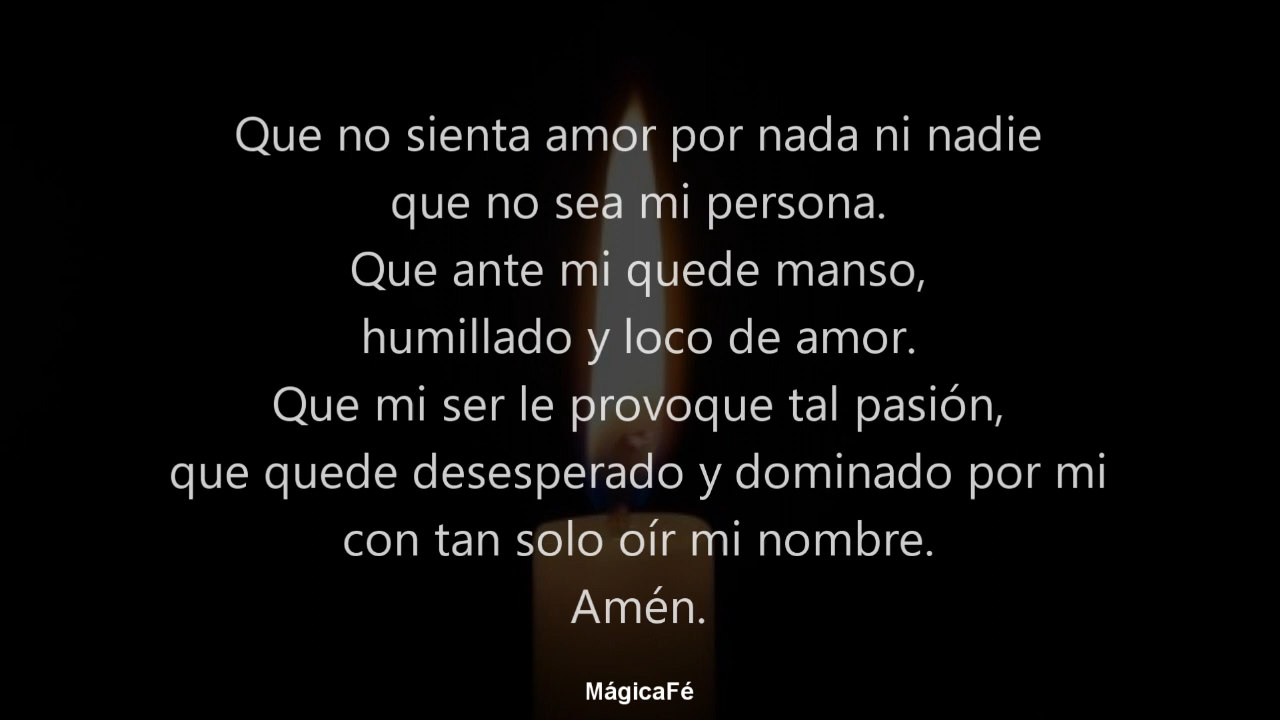 Que no sienta amor por nada ni nadie
que no sea mi persona.
Que ante mi quede manso,
humillado y loco de amor.
Que mi ser le provoque tal pasión,
que quede desesperado y dominado por mi
con tan solo oír mi nombre.
Amén.
MágicaFé